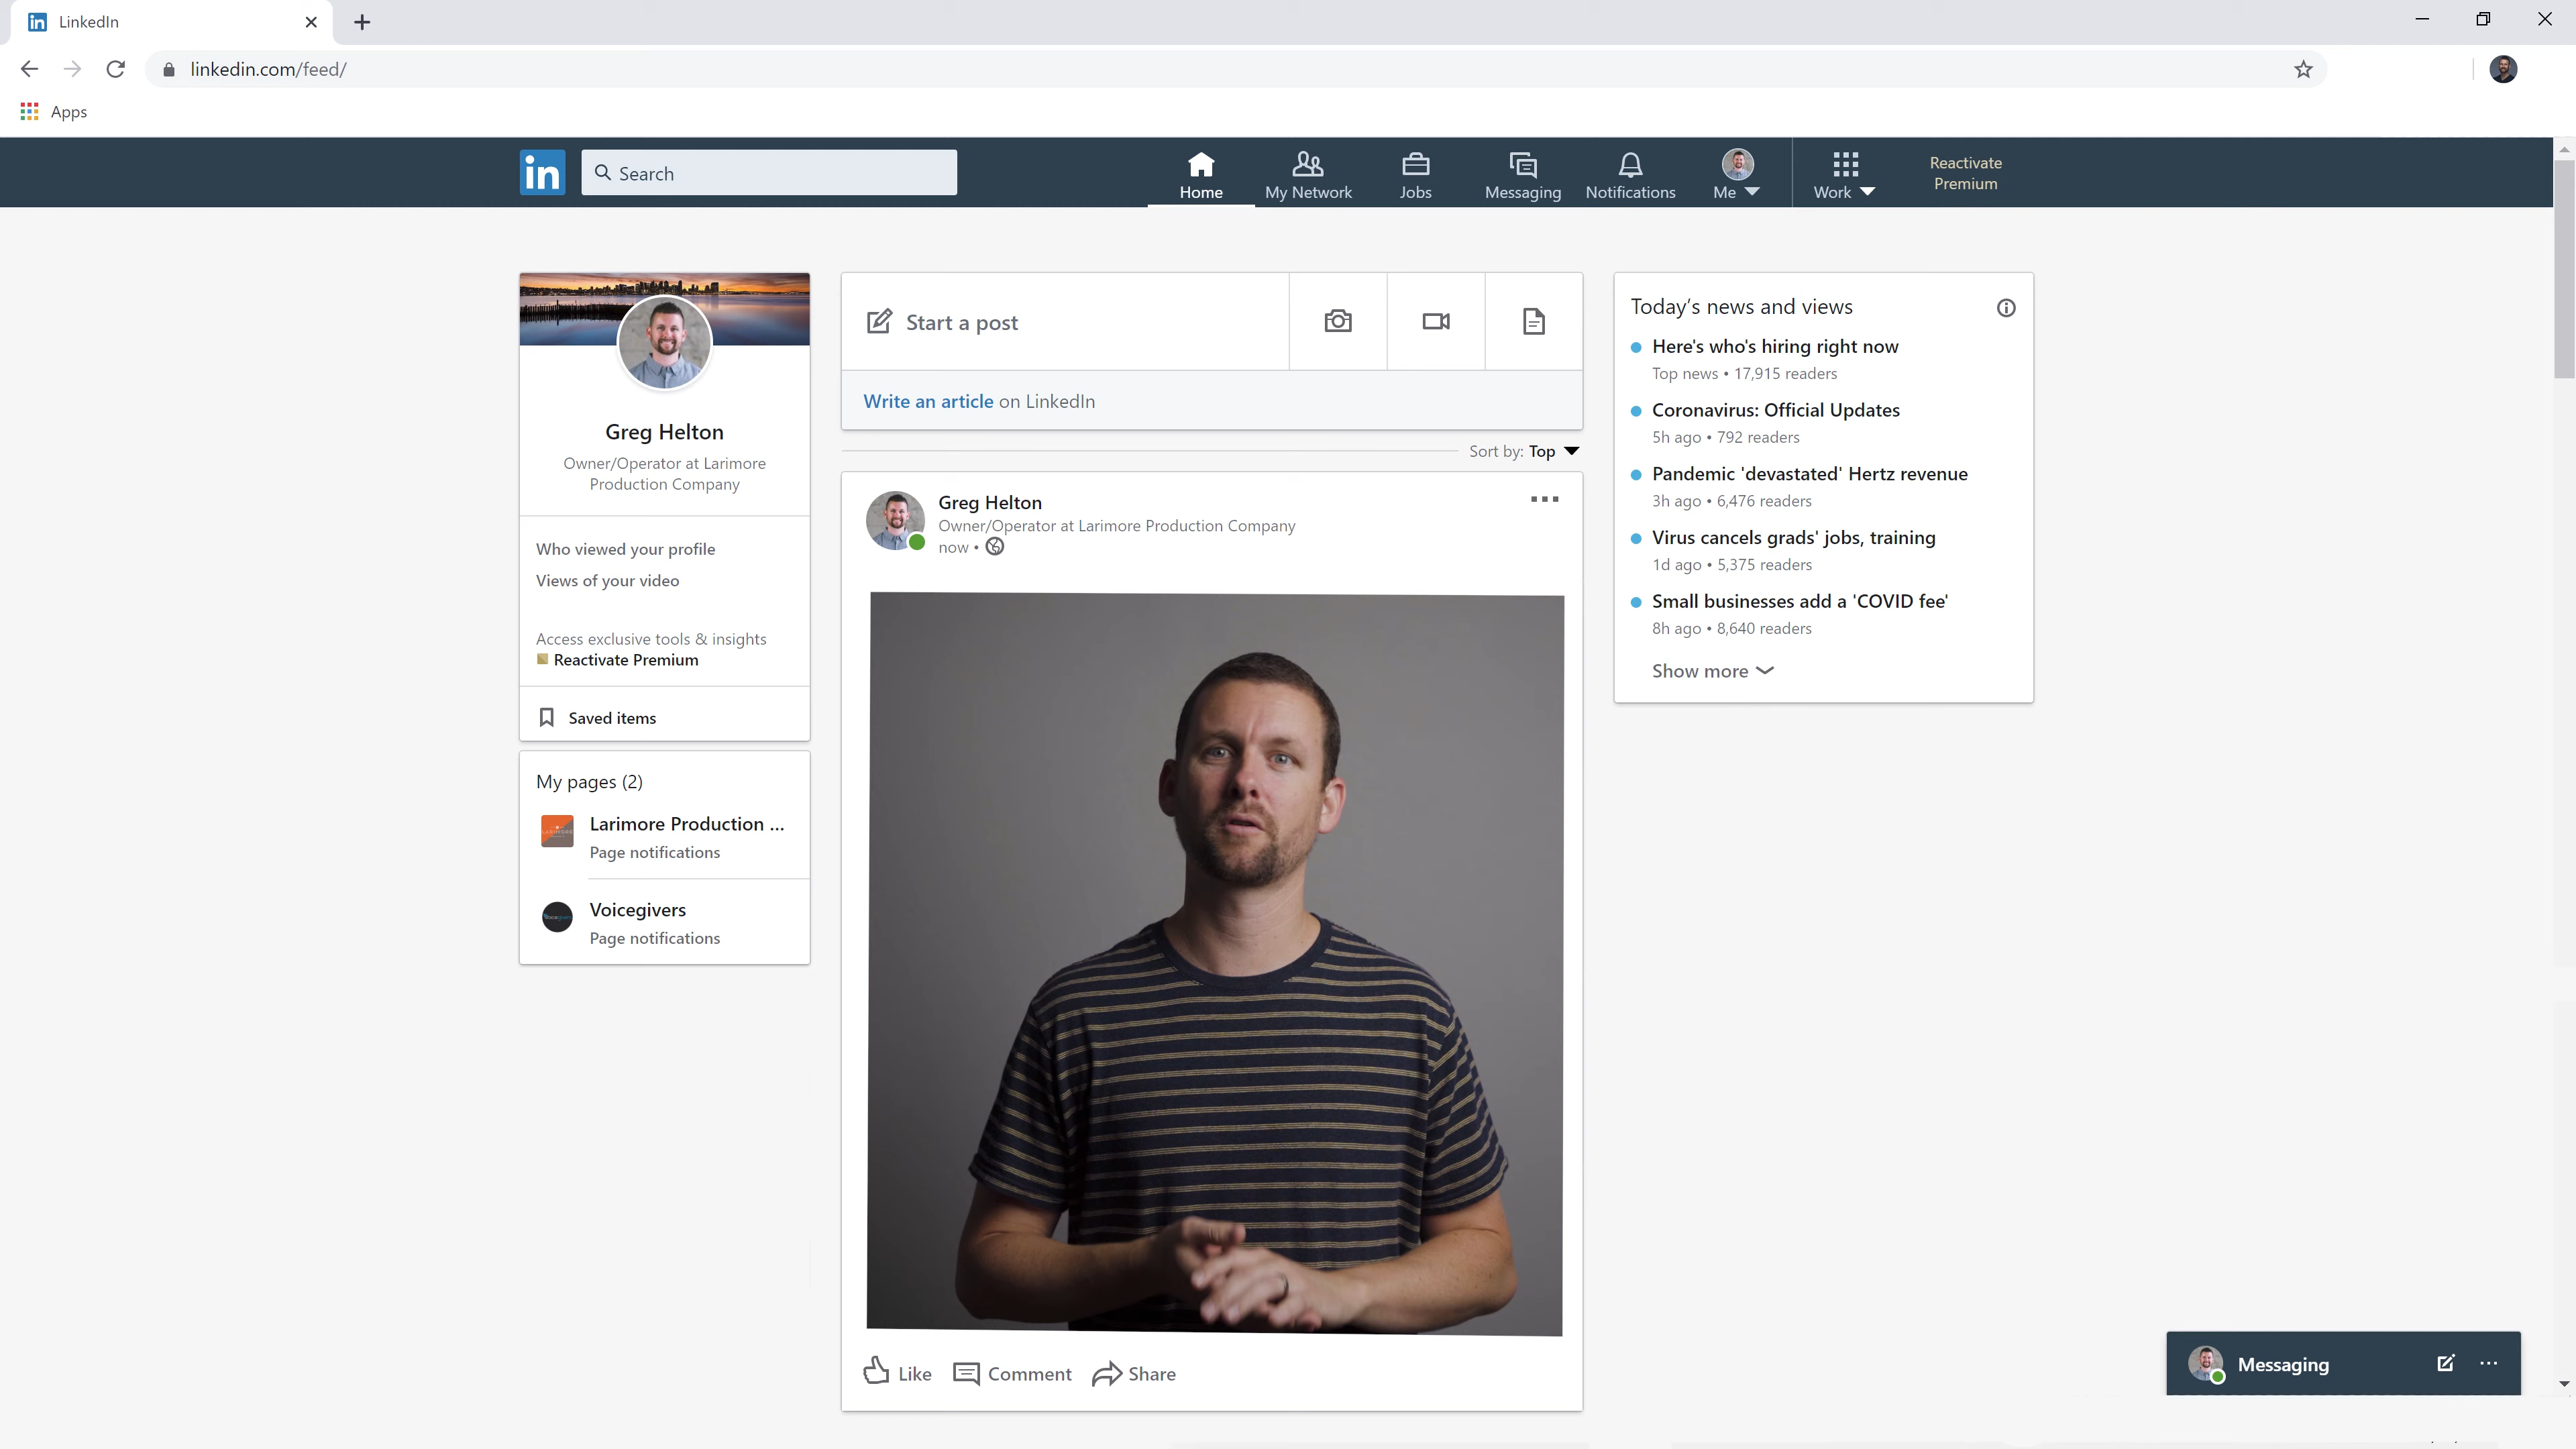 LinkedIn
linkedin.com/feed/
Apps
in
Search
Home
My Network
Jobs
Messaging
Notifications
Me
Work
Reactivate
Premium
Greg Helton
Owner/Operator at Larimore
Production Company
Who viewed your profile
Views of your video
Access exclusive tools & insights
Reactivate Premium
Saved items
My pages (2)
Larimore Production ...
Page notifications
Voicegivers
Page notifications
Start a post
Write an article on LinkedIn
Sort by: Top
Greg Helton
Owner/Operator at Larimore Production Company
now •
Like
Comment
Share
Today’s news and views
Here's who's hiring right now
Top news • 17,915 readers
Coronavirus: Official Updates
5h ago • 792 readers
Pandemic 'devastated' Hertz revenue
3h ago • 6,476 readers
Virus cancels grads' jobs, training
1d ago • 5,375 readers
Small businesses add a 'COVID fee'
8h ago • 8,640 readers
Show more
Messaging